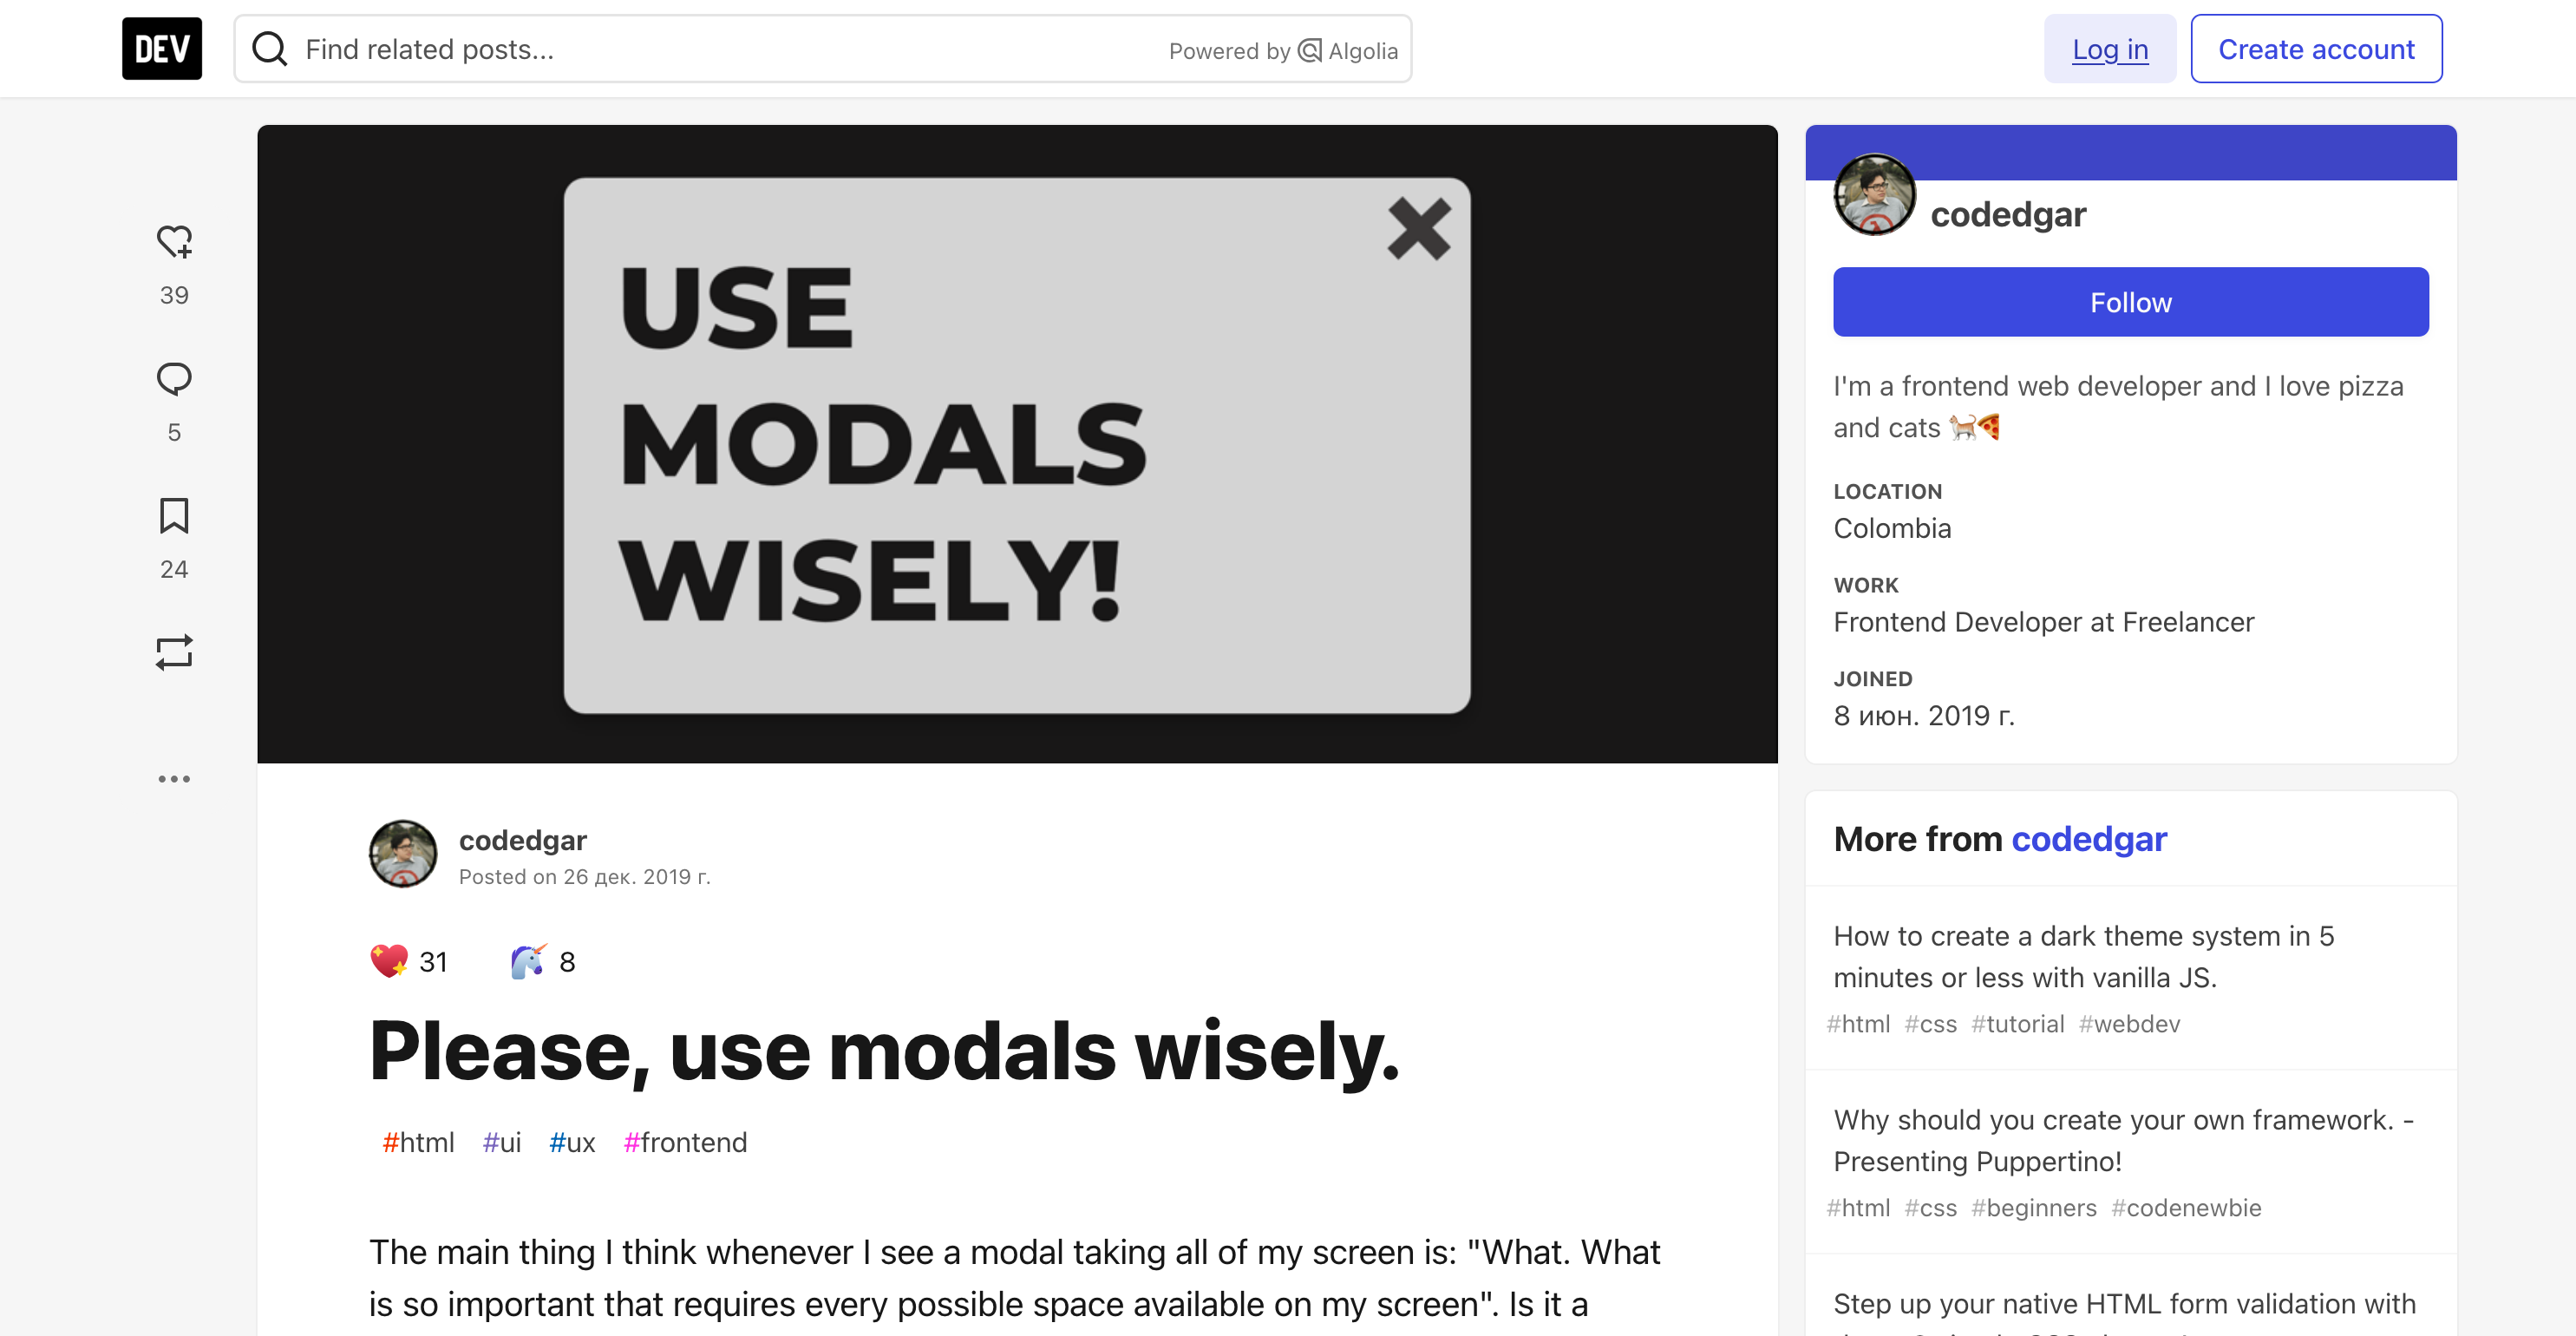 DEV
Find related posts...
Powered by Algolia
Log in
Create account
39
5
24
USE
MODALS
WISELY!
codedgar
Posted on 26 дек. 2019 г.
31
8
Please, use modals wisely.
#html #ui #ux #frontend
The main thing I think whenever I see a modal taking all of my screen is: "What. What
is so important that requires every possible space available on my screen". Is it a
codedgar
Follow
I'm a frontend web developer and I love pizza
and cats 🐈🍕
LOCATION
Colombia
WORK
Frontend Developer at Freelancer
JOINED
8 июн. 2019 г.
More from codedgar
How to create a dark theme system in 5
minutes or less with vanilla JS.
#html #css #tutorial #webdev
Why should you create your own framework. -
Presenting Puppertino!
#html #css #beginners #codenewbie
Step up your native HTML form validation with